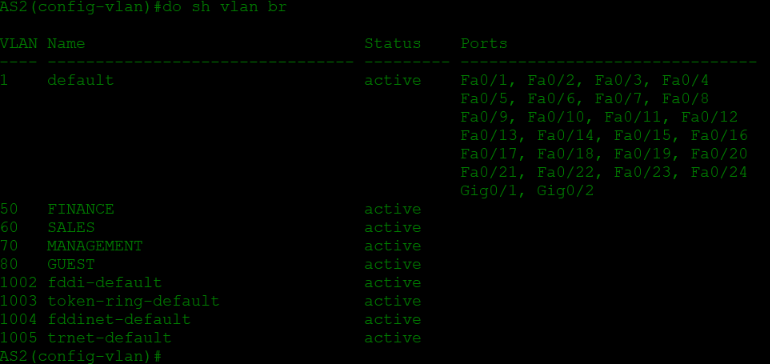 AS2(config-vlan)#do sh vlan br
VLAN Name                             Status    Ports
---- -------------------------------- --------- -------------------------------
1    default                          active    Fa0/1, Fa0/2, Fa0/3, Fa0/4
                                                Fa0/5, Fa0/6, Fa0/7, Fa0/8
                                                Fa0/9, Fa0/10, Fa0/11, Fa0/12
                                                Fa0/13, Fa0/14, Fa0/15, Fa0/16
                                                Fa0/17, Fa0/18, Fa0/19, Fa0/20
                                                Fa0/21, Fa0/22, Fa0/23, Fa0/24
                                                Gig0/1, Gig0/2
50   FINANCE                          active
60   SALES                            active
70   MANAGEMENT                       active
80   GUEST                            active
1002 fddi-default                     active
1003 token-ring-default               active
1004 fddinet-default                  active
1005 trnet-default                    active
AS2(config-vlan)#